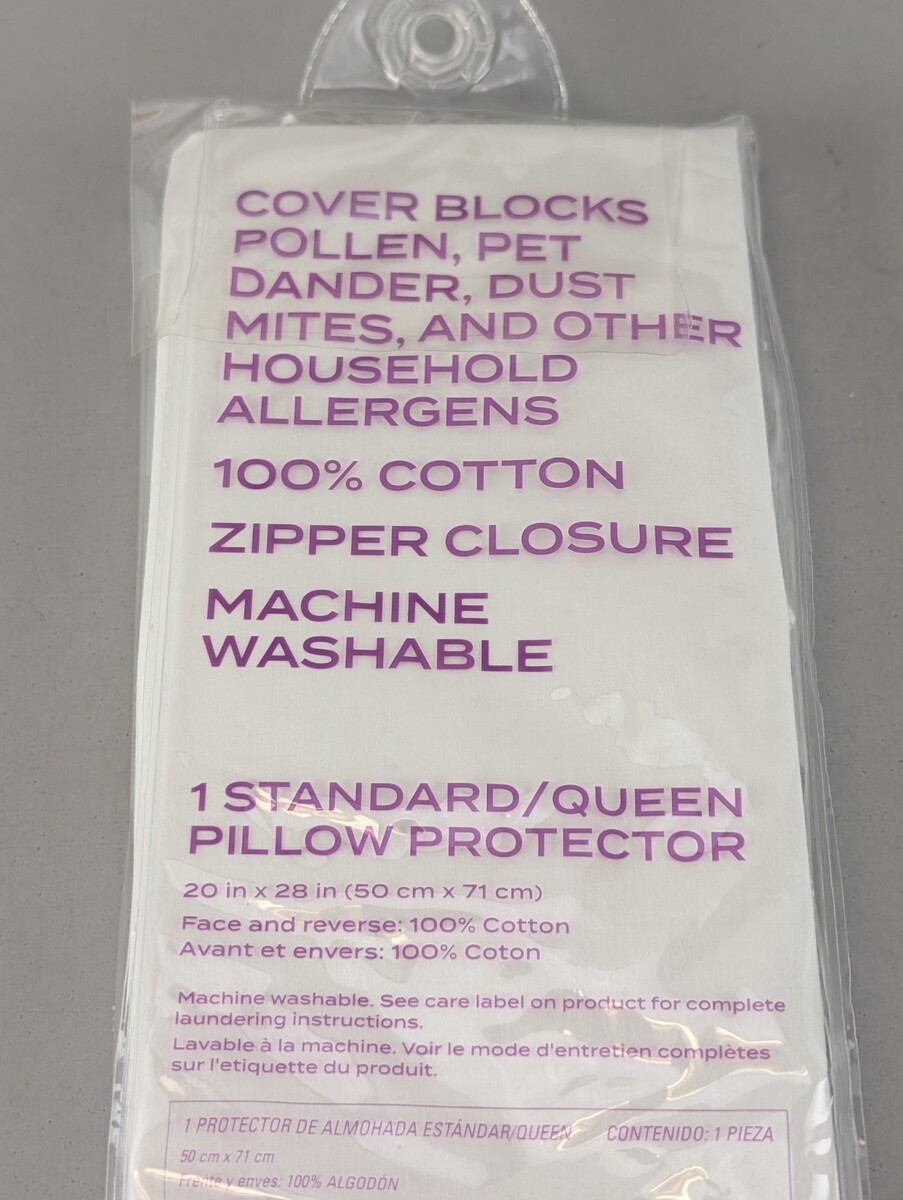 COVER BLOCKS
POLLEN, PET
DANDER, DUST
MITES, AND OTHER
HOUSEHOLD
ALLERGENS
100% COTTON
ZIPPER CLOSURE
MACHINE
WASHABLE
1 STANDARD/QUEEN
PILLOW PROTECTOR
20 in x 28 in (50 cm x 71 cm)
Face and reverse: 100% Cotton
Avant et envers: 100% Coton
Machine washable. See care label on product for complete
laundering instructions.
Lavable à la machine. Voir le mode d'entretien complètes
sur l'etiquette du produit.
1 PROTECTOR DE ALMOHADA ESTÁNDAR/QUEEN CONTENIDO: 1 PIEZA
50 cm x 71 cm
Frente y enves: 100% ALGODÓN